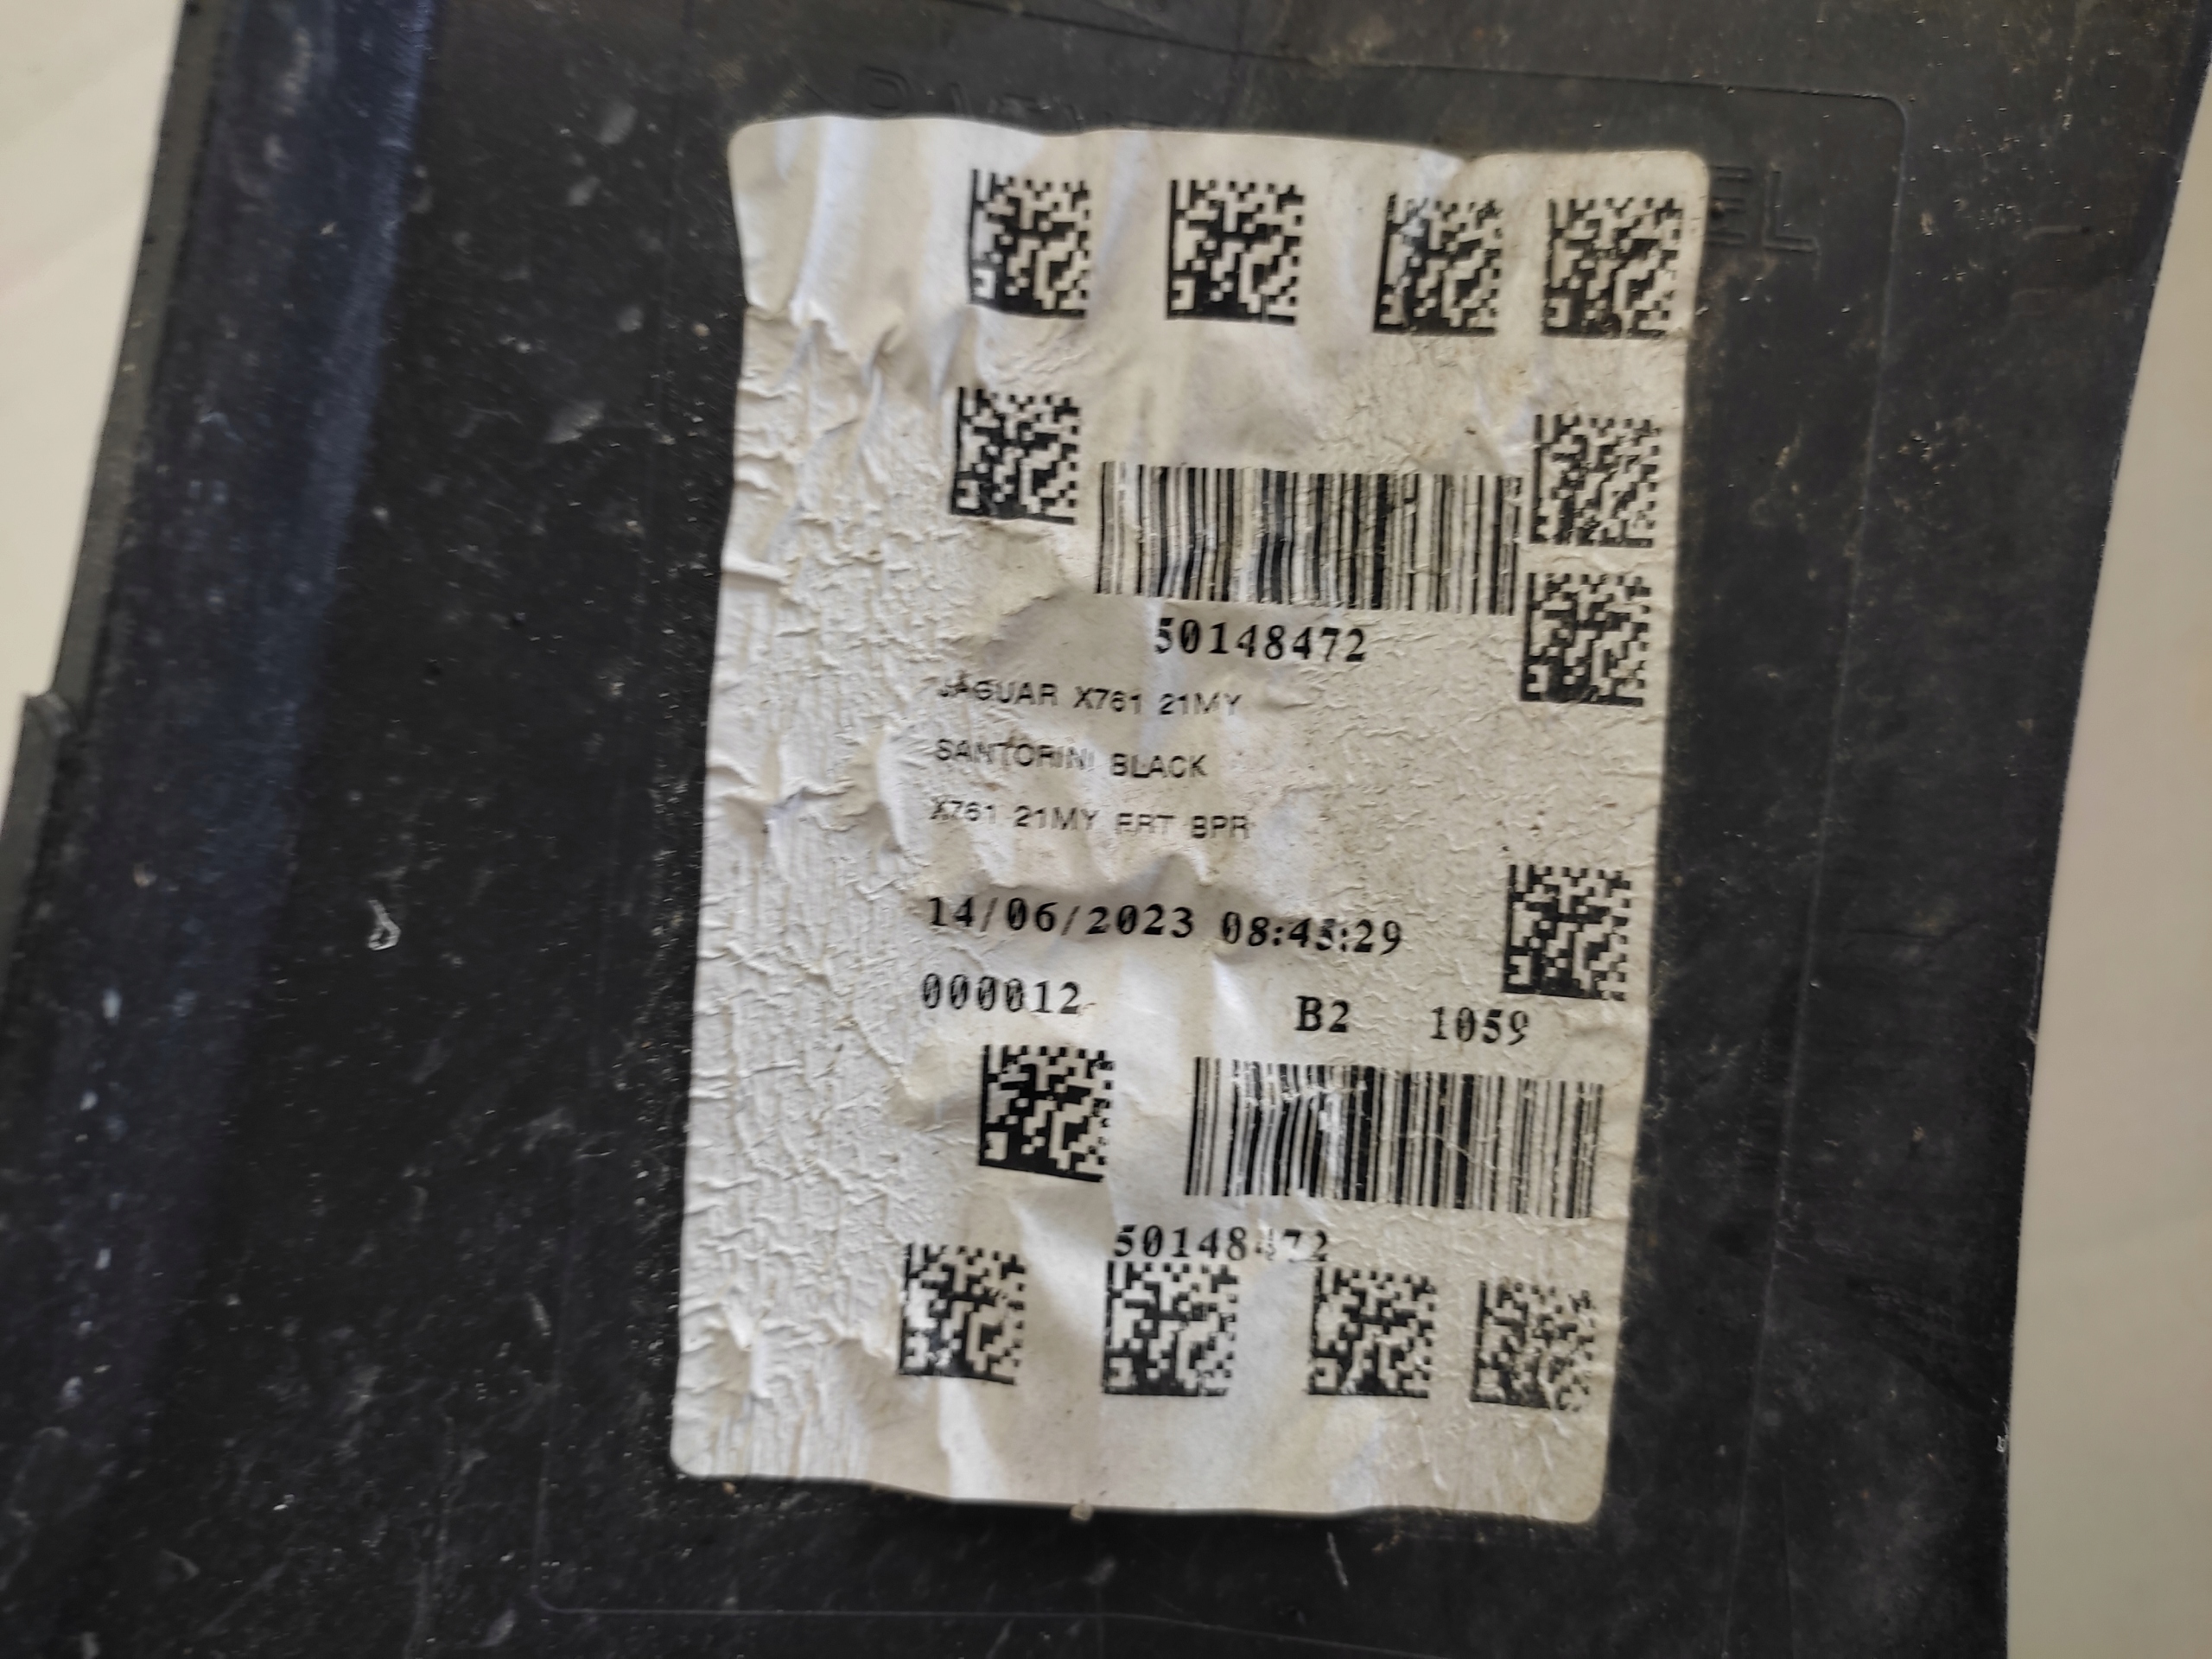 50148472
JAGUAR X761 21MY
SANTORINI BLACK
X761 21MY FRT BPR
14/06/2023 08:45:29
000012 B2 1059
50148472